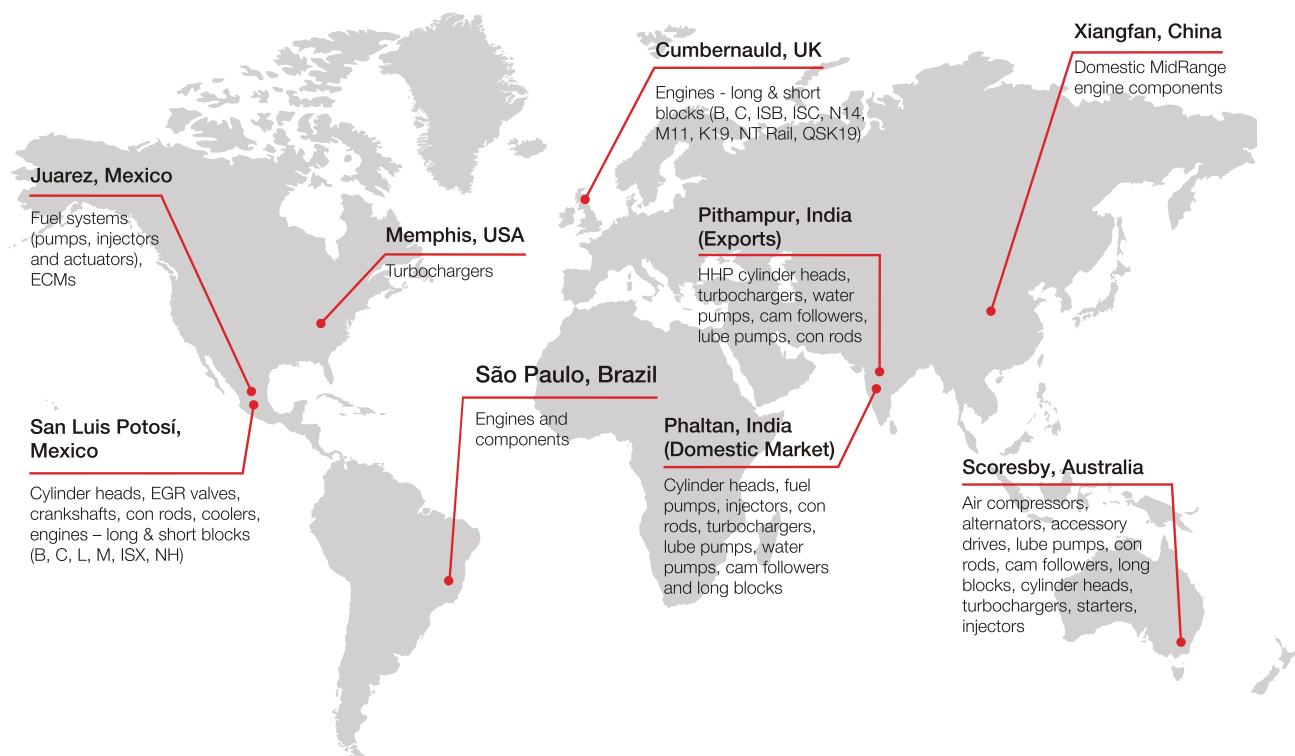 Xiangfan, China
Domestic MidRange
engine components
Cumbernauld, UK
Engines - long & short
blocks (B, C, ISB, ISC, N14,
M11, K19, NT Rail, QSK19)
Juarez, Mexico
Fuel systems
(pumps, injectors
and actuators),
ECMs
Memphis, USA
Turbochargers
Pithampur, India
(Exports)
HHP cylinder heads,
turbochargers, water
pumps, cam followers,
lube pumps, con rods
São Paulo, Brazil
Engines and
components
San Luis Potosí,
Mexico
Cylinder heads, EGR valves,
crankshafts, con rods, coolers,
engines – long & short blocks
(B, C, L, M, ISX, NH)
Phaltan, India
(Domestic Market)
Cylinder heads, fuel
pumps, injectors, con
rods, turbochargers,
lube pumps, water
pumps, cam followers
and long blocks
Scoresby, Australia
Air compressors,
alternators, accessory
drives, lube pumps, con
rods, cam followers, long
blocks, cylinder heads,
turbochargers, starters,
injectors